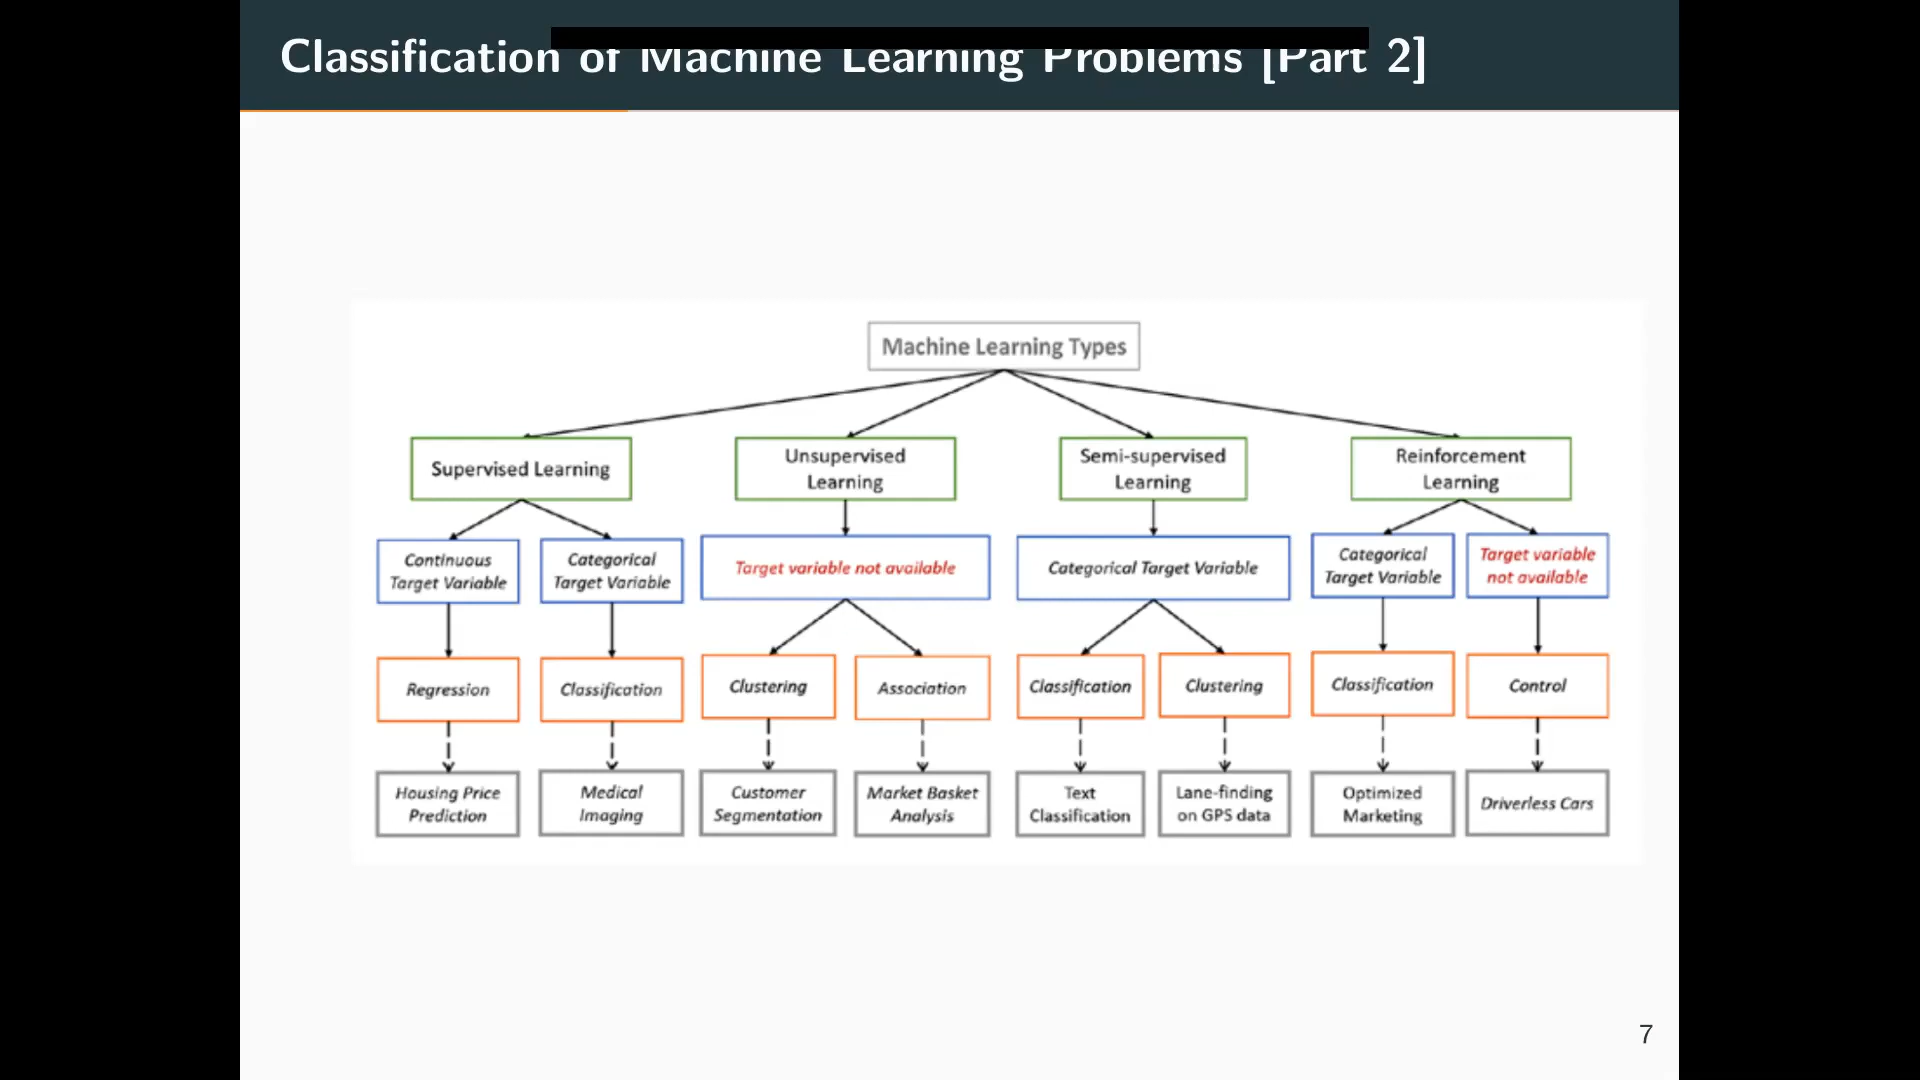 Classification of Machine Learning Problems [Part 2]
Machine Learning Types
Supervised Learning
Unsupervised
Learning
Semi-supervised
Learning
Reinforcement
Learning
Continuous
Target Variable
Categorical
Target Variable
Target variable not available
Categorical Target Variable
Categorical
Target Variable
Target variable
not available
Regression
Classification
Clustering
Association
Classification
Clustering
Classification
Control
Housing Price
Prediction
Medical
Imaging
Customer
Segmentation
Market Basket
Analysis
Text
Classification
Lane-finding
on GPS data
Optimized
Marketing
Driverless Cars
7